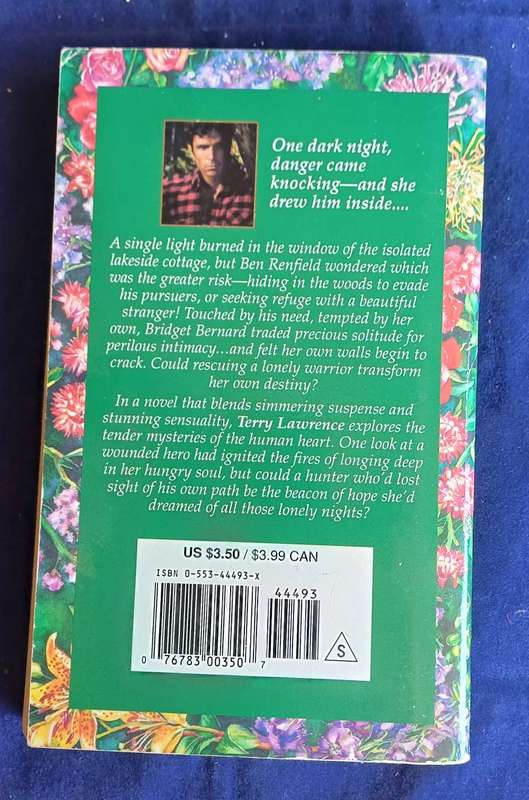 One dark night,
danger came
knocking—and she
drew him inside....
A single light burned in the window of the isolated
lakeside cottage, but Ben Renfield wondered which
was the greater risk—hiding in the woods to evade
his pursuers, or seeking refuge with a beautiful
stranger! Touched by his need, tempted by her
own, Bridget Bernard traded precious solitude for
perilous intimacy...and felt her own walls begin to
crack. Could rescuing a lonely warrior transform
her own destiny?
In a novel that blends simmering suspense and
stunning sensuality, Terry Lawrence explores the
tender mysteries of the human heart. One look at a
wounded hero had ignited the fires of longing deep
in her hungry soul, but could a hunter who'd lost
sight of his own path be the beacon of hope she'd
dreamed of all those lonely nights?
US $3.50 / $3.99 CAN
ISBN 0-553-44493-X
44493
0 76783 00350 7
S